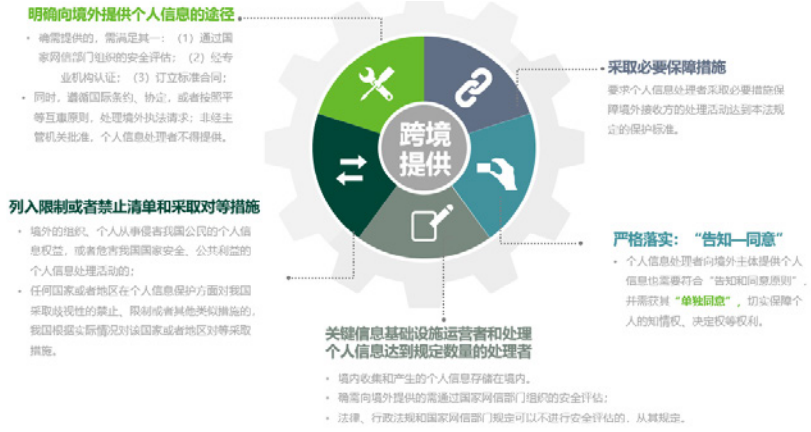 明确向境外提供个人信息的途径
• 确需提供的，需满足其一：（1）通过国
家网信部门组织的安全评估；（2）经专
业机构认证；（3）订立标准合同；
• 同时，遵循国际条约、协定，或者按照平
等互惠原则，处理境外执法请求；非经主
管机关批准，个人信息处理者不得提供。
采取必要保障措施
要求个人信息处理者采取必要措施保
障境外接收方的处理活动达到本法规
定的保护标准。
跨境
提供
列入限制或者禁止清单和采取对等措施
• 境外的组织、个人从事侵害我国公民的个人信
息权益，或者危害我国国家安全、公共利益的
个人信息处理活动的；
• 任何国家或者地区在个人信息保护方面对我国
采取歧视性的禁止、限制或者其他类似措施的，
我国根据实际情况对该国家或者地区对等采取
措施。
严格落实：“告知—同意”
• 个人信息处理者向境外主体提供个人
信息也需要符合“告知和同意原则”，
并需获其“单独同意”，切实保障个
人的知情权、决定权等权利。
关键信息基础设施运营者和处理
个人信息达到规定数量的处理者
• 境内收集和产生的个人信息存储在境内。
• 确需向境外提供的需通过国家网信部门组织的安全评估；
• 法律、行政法规和国家网信部门规定可以不进行安全评估的，从其规定。